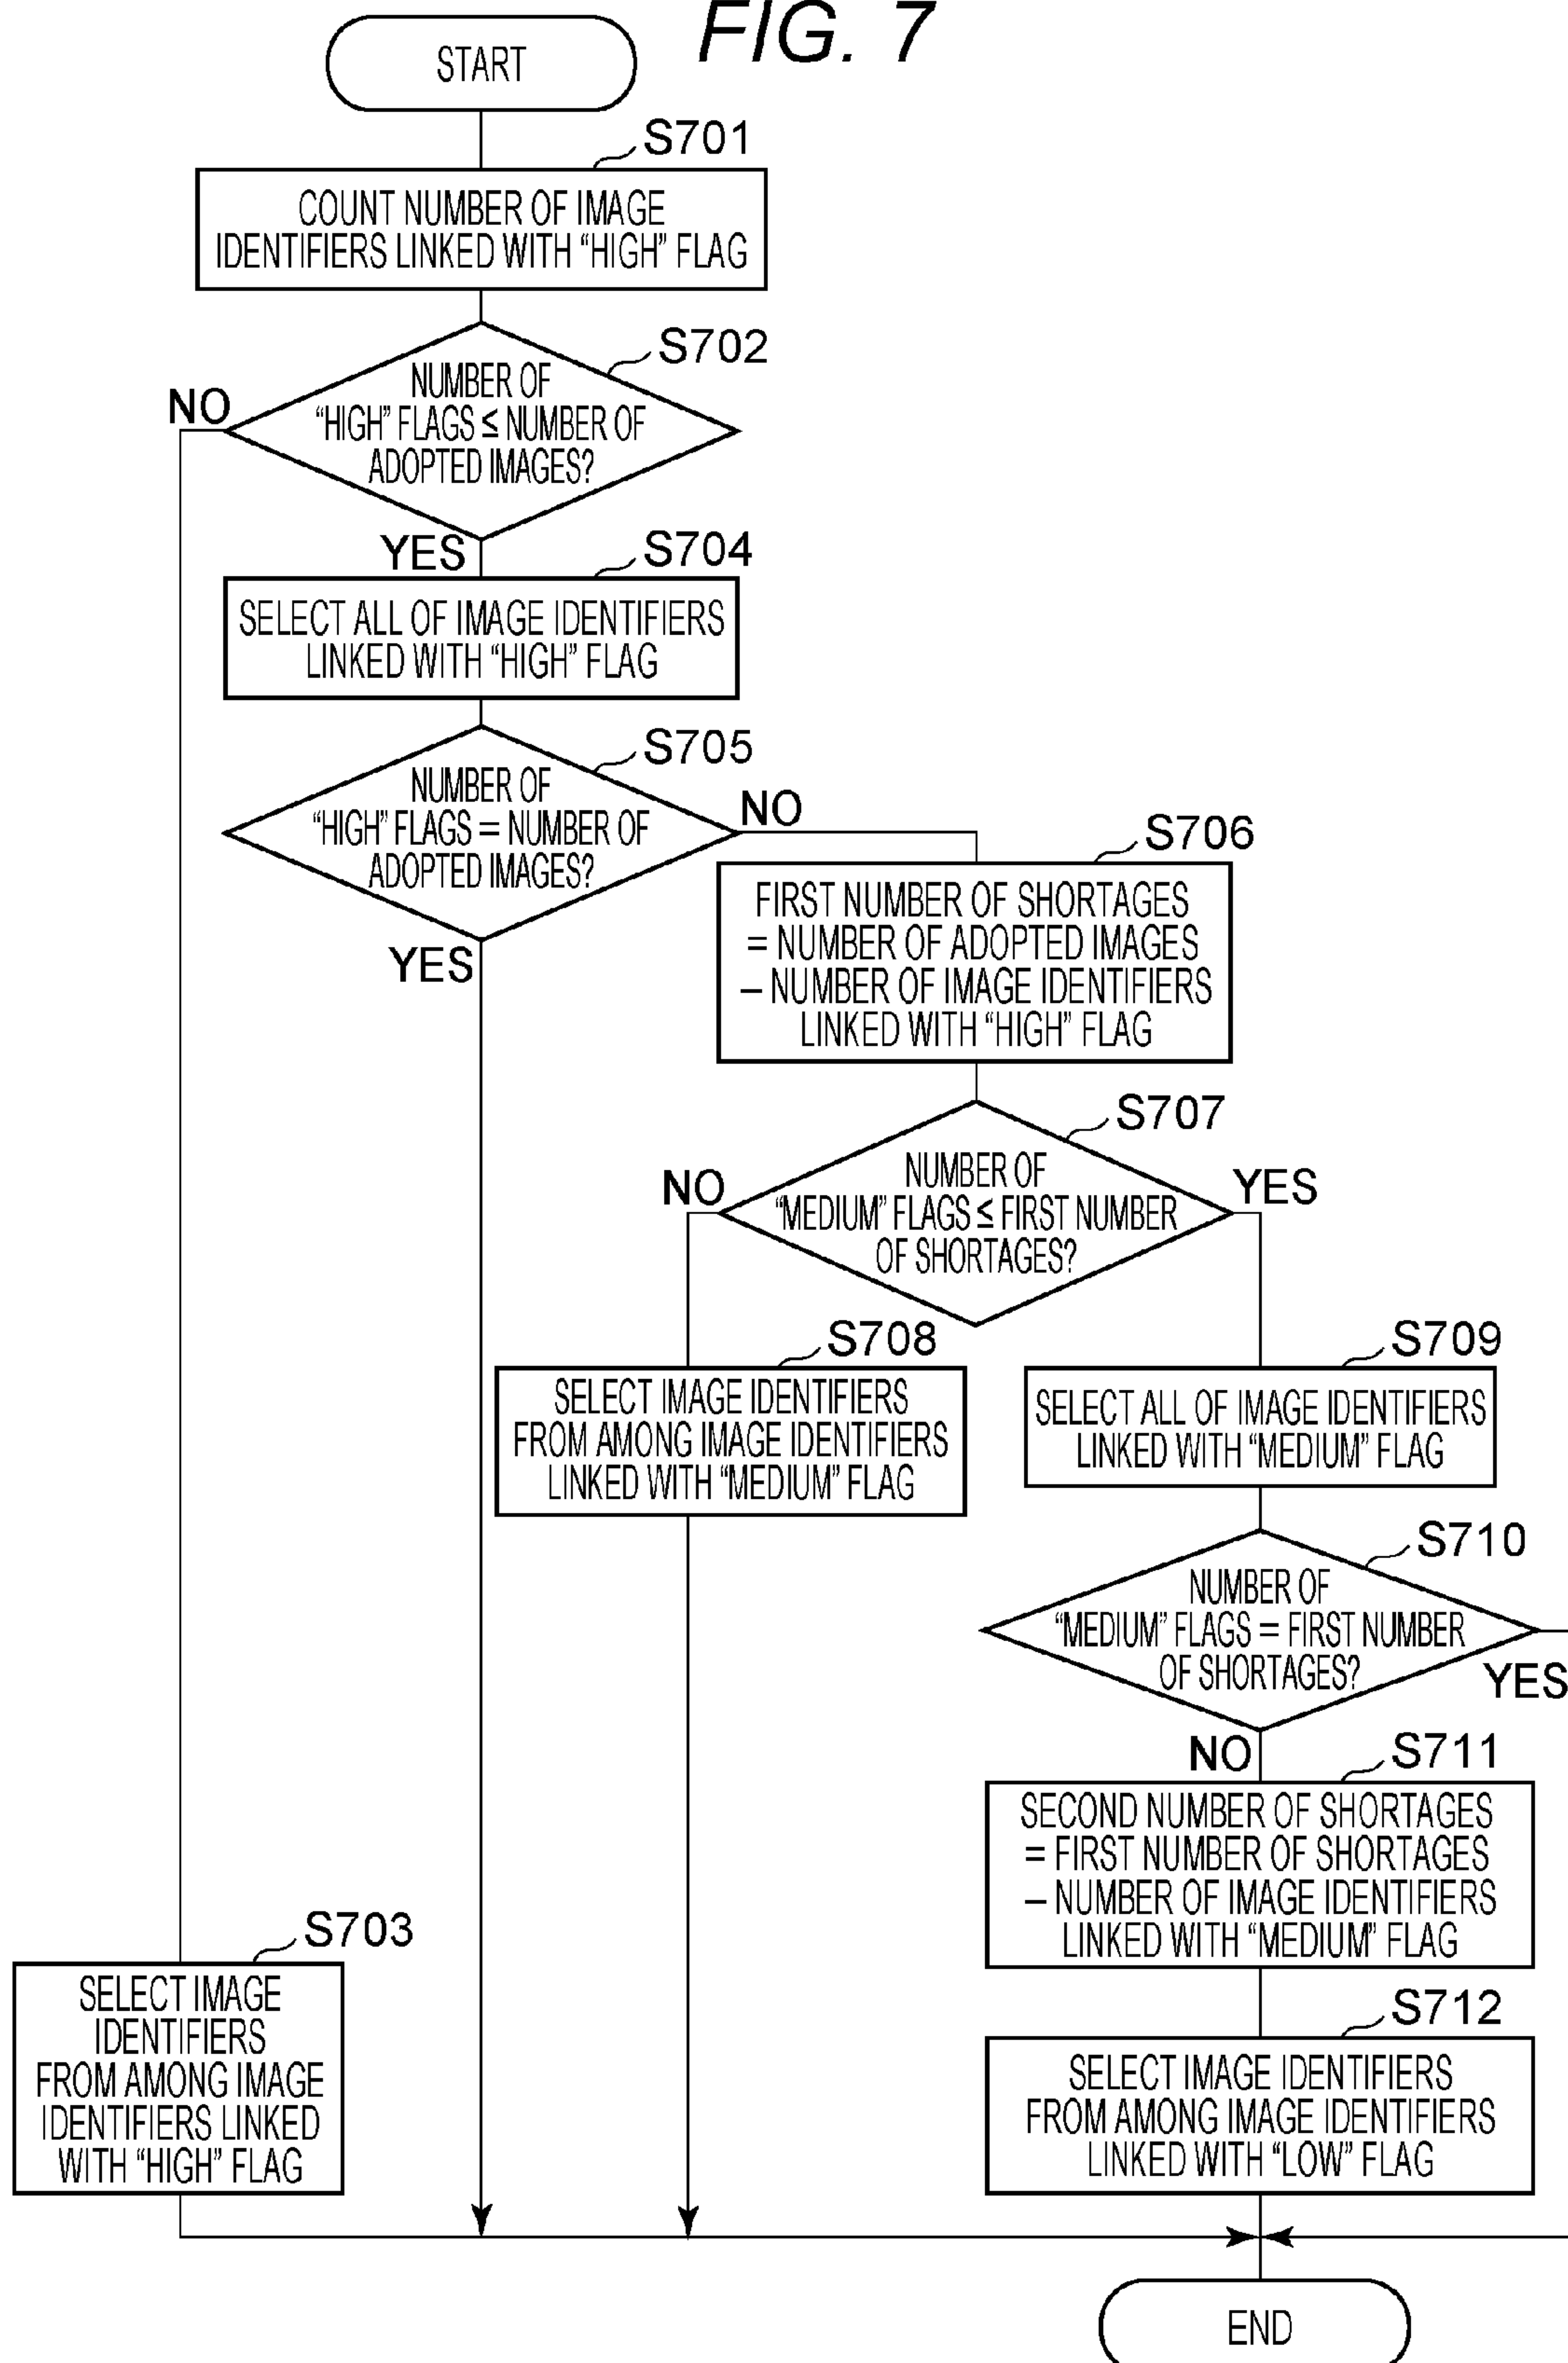 FIG. 7
START
S701
COUNT NUMBER OF IMAGE
IDENTIFIERS LINKED WITH “HIGH” FLAG
S702
NUMBER OF
“HIGH” FLAGS ≤ NUMBER OF
ADOPTED IMAGES?
NO
YES
S704
SELECT ALL OF IMAGE IDENTIFIERS
LINKED WITH “HIGH” FLAG
S705
NUMBER OF
“HIGH” FLAGS = NUMBER OF
ADOPTED IMAGES?
NO
YES
S706
FIRST NUMBER OF SHORTAGES
= NUMBER OF ADOPTED IMAGES
– NUMBER OF IMAGE IDENTIFIERS
LINKED WITH “HIGH” FLAG
S707
NUMBER OF
“MEDIUM” FLAGS ≤ FIRST NUMBER
OF SHORTAGES?
NO
YES
S708
SELECT IMAGE IDENTIFIERS
FROM AMONG IMAGE IDENTIFIERS
LINKED WITH “MEDIUM” FLAG
S709
SELECT ALL OF IMAGE IDENTIFIERS
LINKED WITH “MEDIUM” FLAG
S710
NUMBER OF
“MEDIUM” FLAGS = FIRST NUMBER
OF SHORTAGES?
YES
NO
S711
SECOND NUMBER OF SHORTAGES
= FIRST NUMBER OF SHORTAGES
– NUMBER OF IMAGE IDENTIFIERS
LINKED WITH “MEDIUM” FLAG
S703
SELECT IMAGE
IDENTIFIERS
FROM AMONG IMAGE
IDENTIFIERS LINKED
WITH “HIGH” FLAG
S712
SELECT IMAGE IDENTIFIERS
FROM AMONG IMAGE IDENTIFIERS
LINKED WITH “LOW” FLAG
END